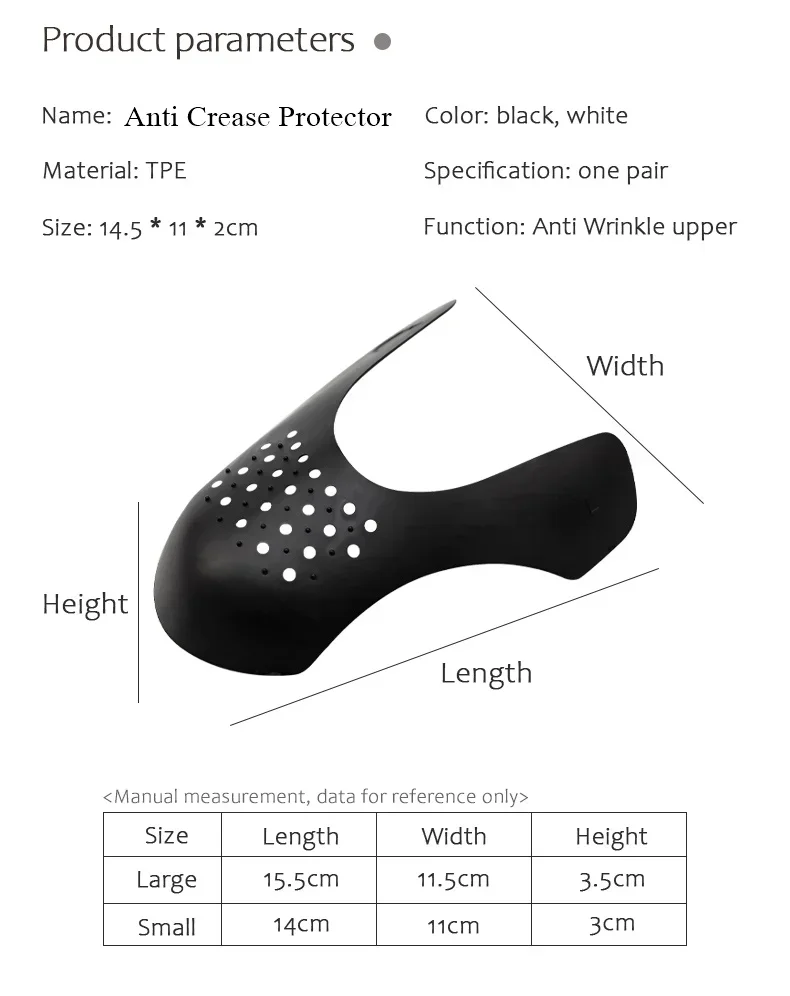 Product parameters
Name: Anti Crease Protector
Color: black, white
Material: TPE
Specification: one pair
Size: 14.5 * 11 * 2cm
Function: Anti Wrinkle upper
Width
Height
Length
<Manual measurement, data for reference only>
Size Length Width Height
Large 15.5cm 11.5cm 3.5cm
Small 14cm 11cm 3cm